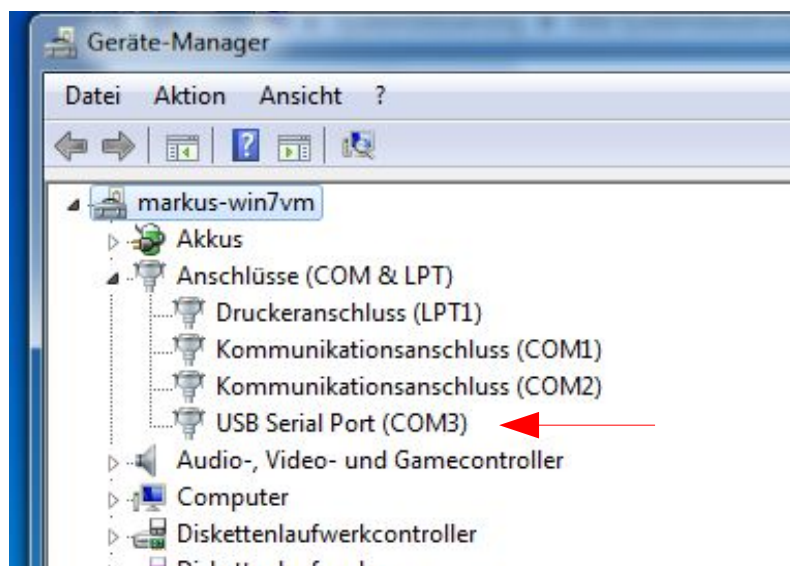 Geräte-Manager
Datei Aktion Ansicht ?
markus-win7vm
Akkus
Anschlüsse (COM & LPT)
Druckeranschluss (LPT1)
Kommunikationsanschluss (COM1)
Kommunikationsanschluss (COM2)
USB Serial Port (COM3)
Audio-, Video- und Gamecontroller
Computer
Diskettenlaufwerkcontroller